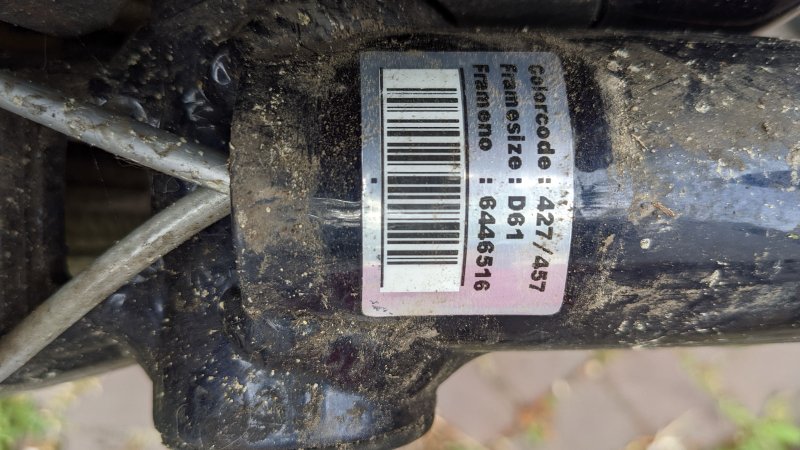 Colorcode : 427/457
Framesize : D61
Frameno : 6446516